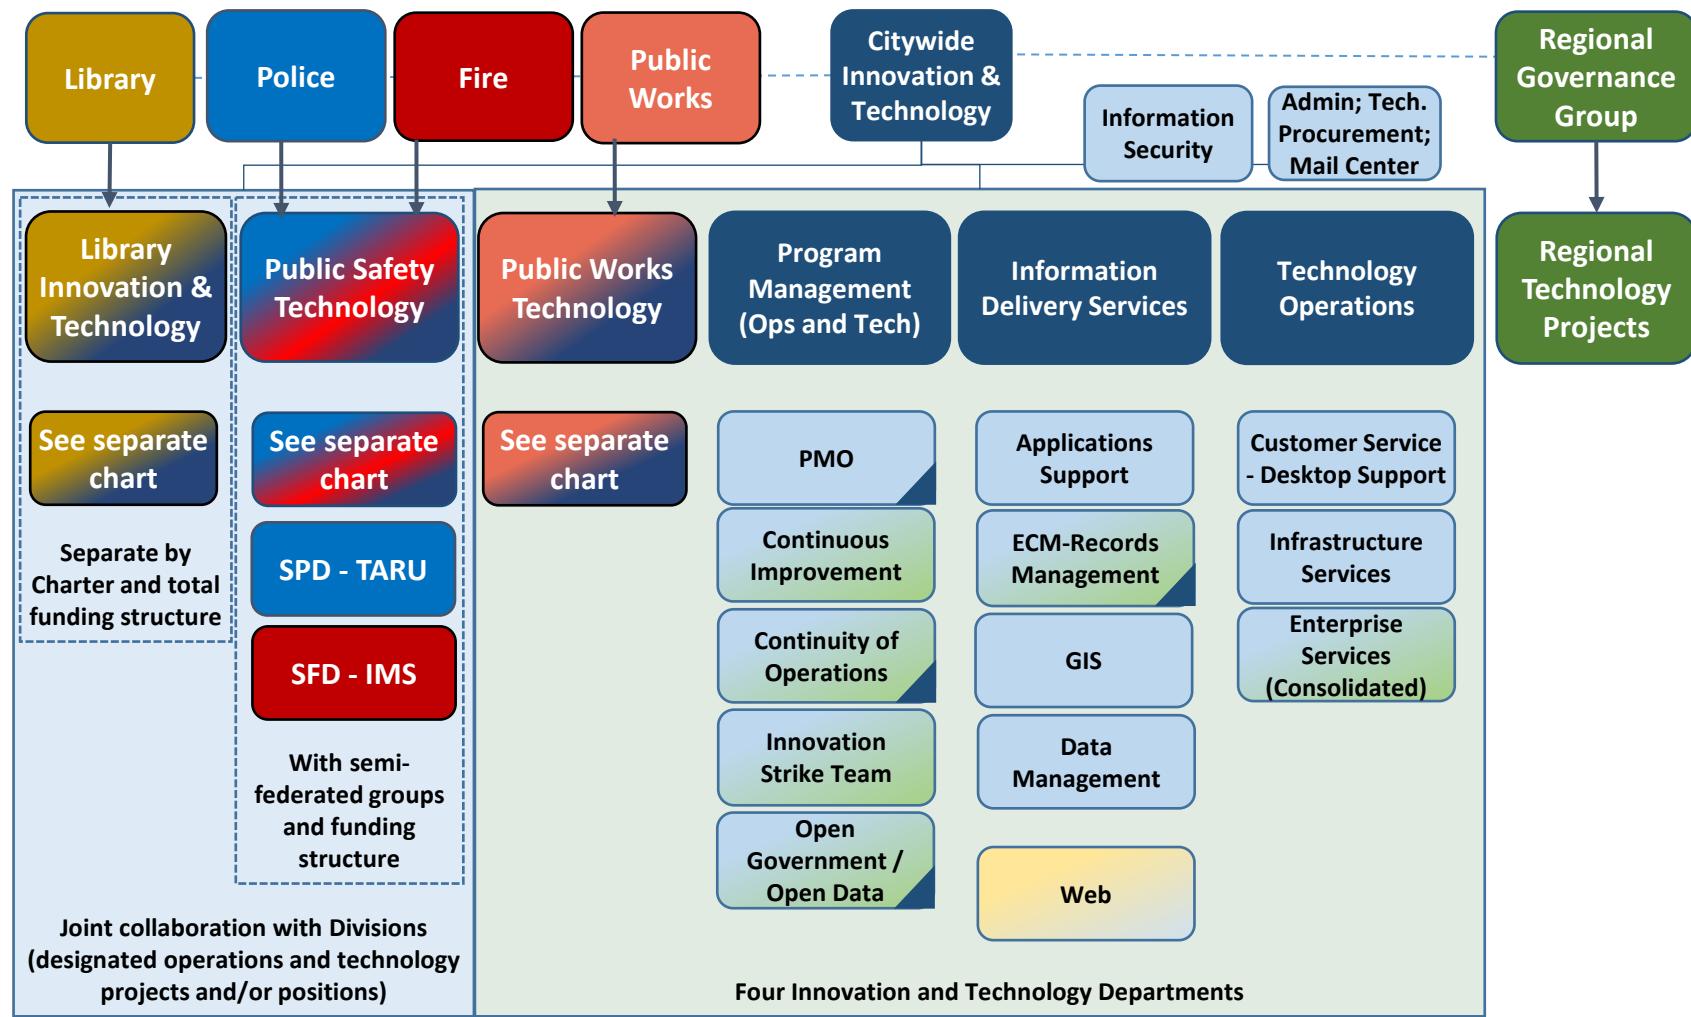 Library
Police
Fire
Public
Works
Citywide
Innovation &
Technology
Regional
Governance
Group
Information
Security
Admin; Tech.
Procurement;
Mail Center
Library
Innovation &
Technology
Public Safety
Technology
Public Works
Technology
Program
Management
(Ops and Tech)
Information
Delivery Services
Technology
Operations
Regional
Technology
Projects
See separate
chart
Separate by
Charter and total
funding structure
See separate
chart
SPD - TARU
SFD - IMS
With semi-
federated groups
and funding
structure
Joint collaboration with Divisions
(designated operations and technology
projects and/or positions)
See separate
chart
PMO
Continuous
Improvement
Continuity of
Operations
Innovation
Strike Team
Open
Government /
Open Data
Applications
Support
ECM-Records
Management
GIS
Data
Management
Web
Customer Service
- Desktop Support
Infrastructure
Services
Enterprise
Services
(Consolidated)
Four Innovation and Technology Departments